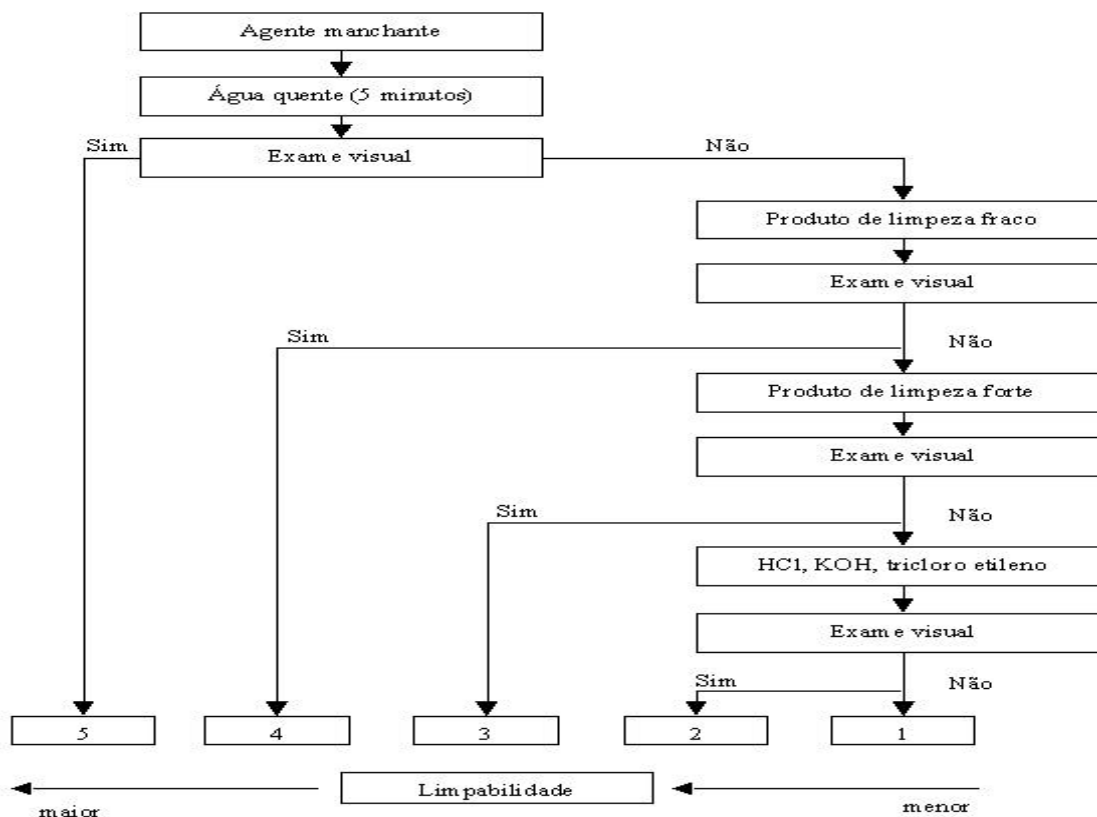 Agente manchante
Água quente (5 minutos)
Sim
Exame visual
Não
Produto de limpeza fraco
Exame visual
Sim
Não
Produto de limpeza forte
Exame visual
Sim
Não
HCl, KOH, tricloro etileno
Exame visual
Sim
Não
5
4
3
2
1
Limpabilidade
maior
menor